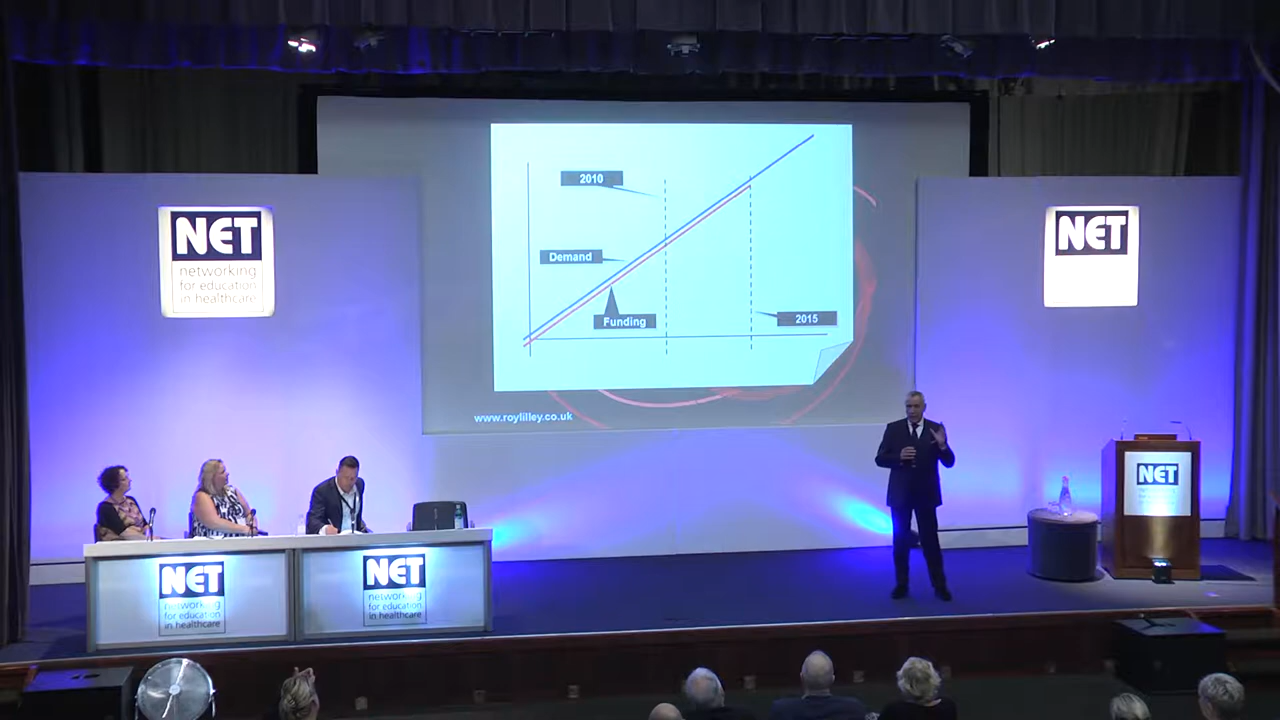 2010
Demand
Funding
2015
www.roylilley.co.uk
NET
networking
for education
in healthcare
NET
NET
networking
for education
in healthcare
NET
networking
for education
in healthcare
NET